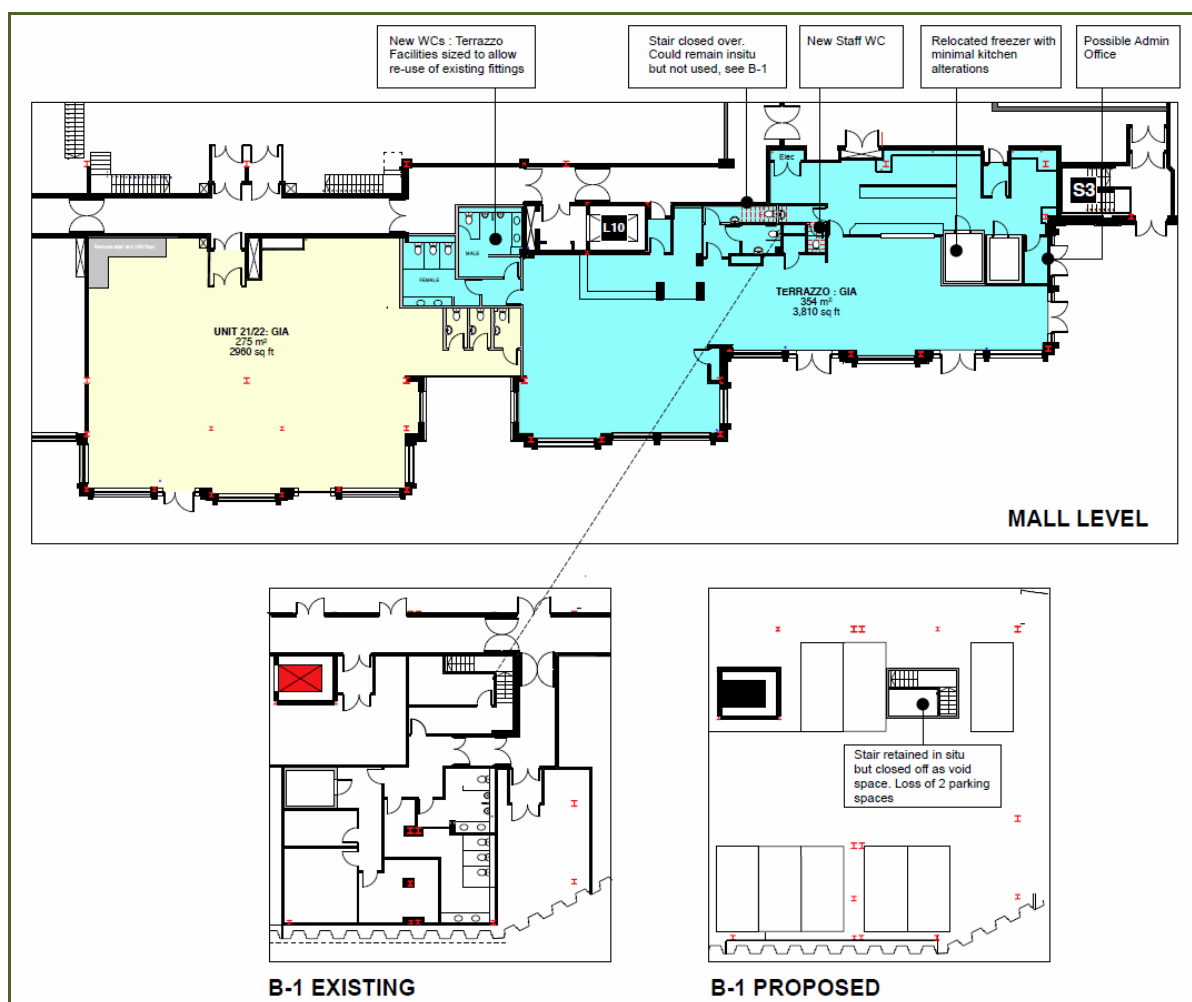 New WCs : Terrazzo
Facilities sized to allow
re-use of existing fittings
Stair closed over.
Could remain insitu
but not used, see B-1
New Staff WC
Relocated freezer with
minimal kitchen
alterations
Possible Admin
Office
Elec
S3
L10
MALE
FEMALE
UNIT 21/22: GIA
275 m²
2960 sq ft
TERRAZZO : GIA
354 m²
3,810 sq ft
MALL LEVEL
Stair retained in situ
but closed off as void
space. Loss of 2 parking
spaces
B-1 EXISTING
B-1 PROPOSED